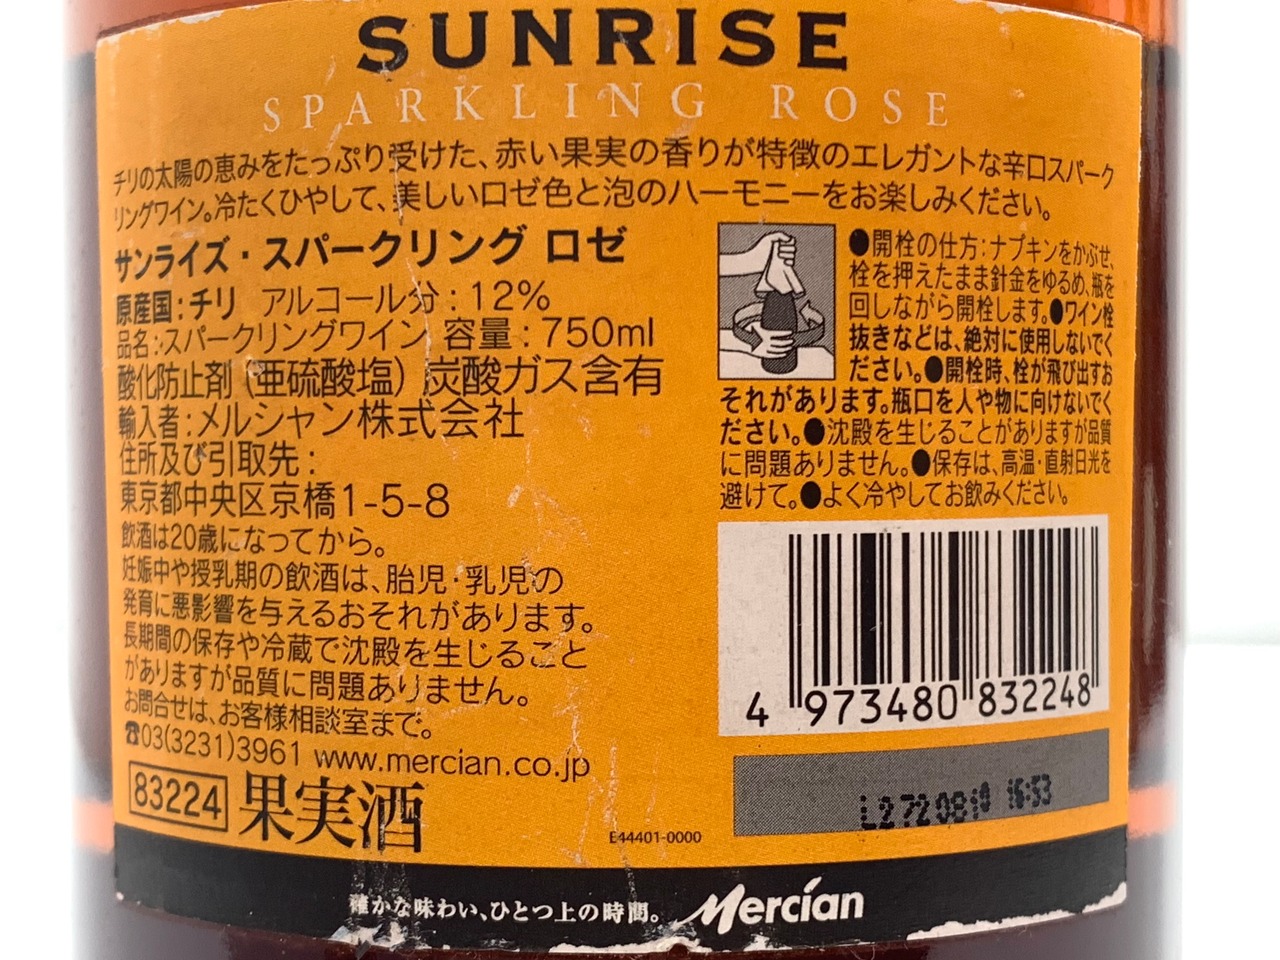 SUNRISE
SPARKLING ROSE
チリの太陽の恵みをたっぷり受けた、赤い果実の香りが特徴のエレガントな辛口スパーク
リングワイン。冷たくひやして、美しいロゼ色と泡のハーモニーをお楽しみください。
サンライズ・スパークリング ロゼ
原産国:チリ アルコール分:12%
品名:スパークリングワイン 容量:750ml
酸化防止剤(亜硫酸塩)炭酸ガス含有
輸入者:メルシャン株式会社
住所及び引取先:
東京都中央区京橋1-5-8
飲酒は20歳になってから。
妊娠中や授乳期の飲酒は、胎児・乳児の
発育に悪影響を与えるおそれがあります。
長期間の保存や冷蔵で沈殿を生じること
がありますが品質に問題ありません。
お問合せは、お客様相談室まで。
☎03(3231)3961 www.mercian.co.jp
83224 果実酒
E44401-0000
●開栓の仕方:ナプキンをかぶせ、
栓を押えたまま針金をゆるめ、瓶を
回しながら開栓します。●ワイン栓
抜きなどは、絶対に使用しないでく
ださい。●開栓時、栓が飛び出すお
それがあります。瓶口を人や物に向けないでく
ださい。●沈殿を生じることがありますが品質
に問題ありません。●保存は、高温・直射日光を
避けて。●よく冷やしてお飲みください。
4 973480 832248
16:53
確かな味わい、ひとつ上の時間。 Mercian